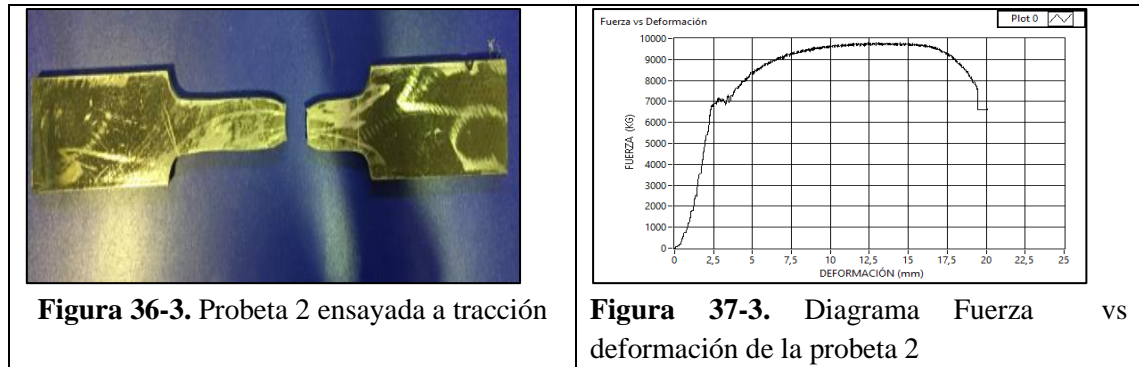 Fuerza vs Deformación
Plot 0
10000
9000
8000
7000
6000
5000
4000
3000
2000
1000
0
FUERZA (KG)
0 2,5 5 7,5 10 12,5 15 17,5 20 22,5 25
DEFORMACIÓN (mm)
Figura 36-3. Probeta 2 ensayada a tracción
Figura 37-3. Diagrama Fuerza vs
deformación de la probeta 2